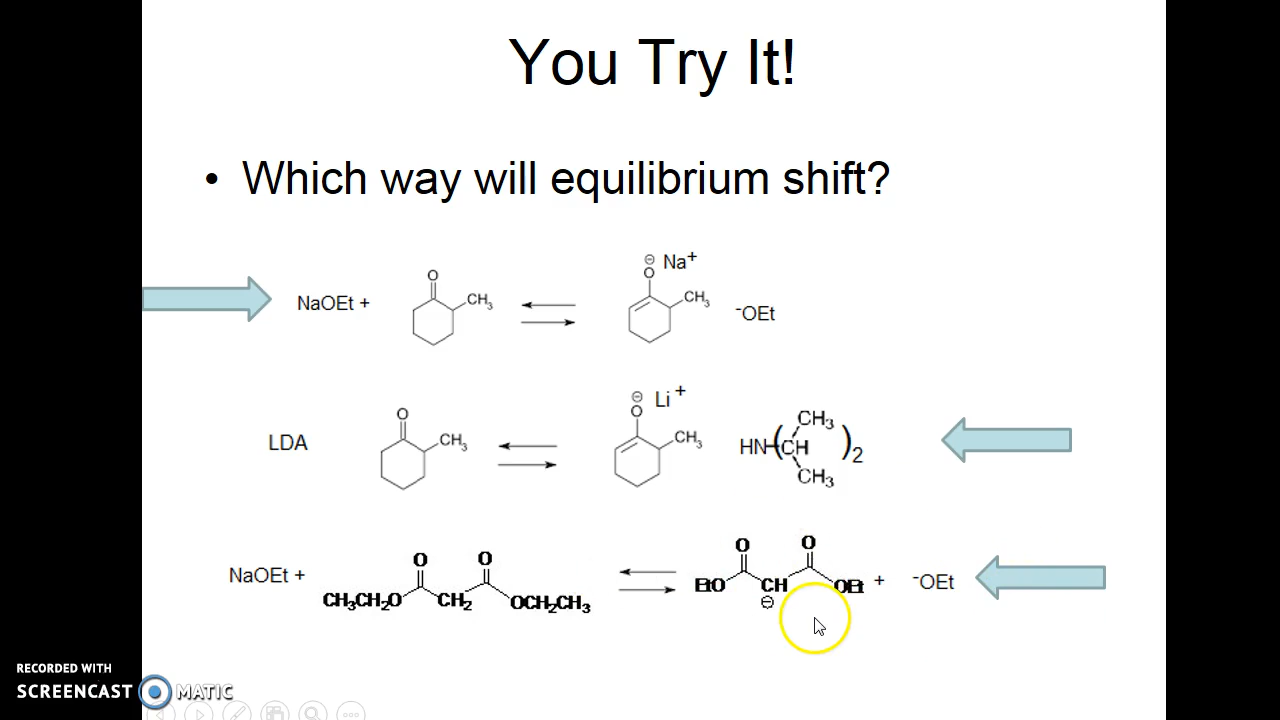 You Try It!
• Which way will equilibrium shift?
NaOEt + O CH3 ⊖ O Na+ CH3 -OEt
LDA O CH3 ⊖ O Li + CH3 HN ( CH CH3 CH3 )2
NaOEt + CH3CH2O O CH2 O OCH2CH3 EtO O CH ⊖ O OEt + -OEt
RECORDED WITH
SCREENCAST MATIC